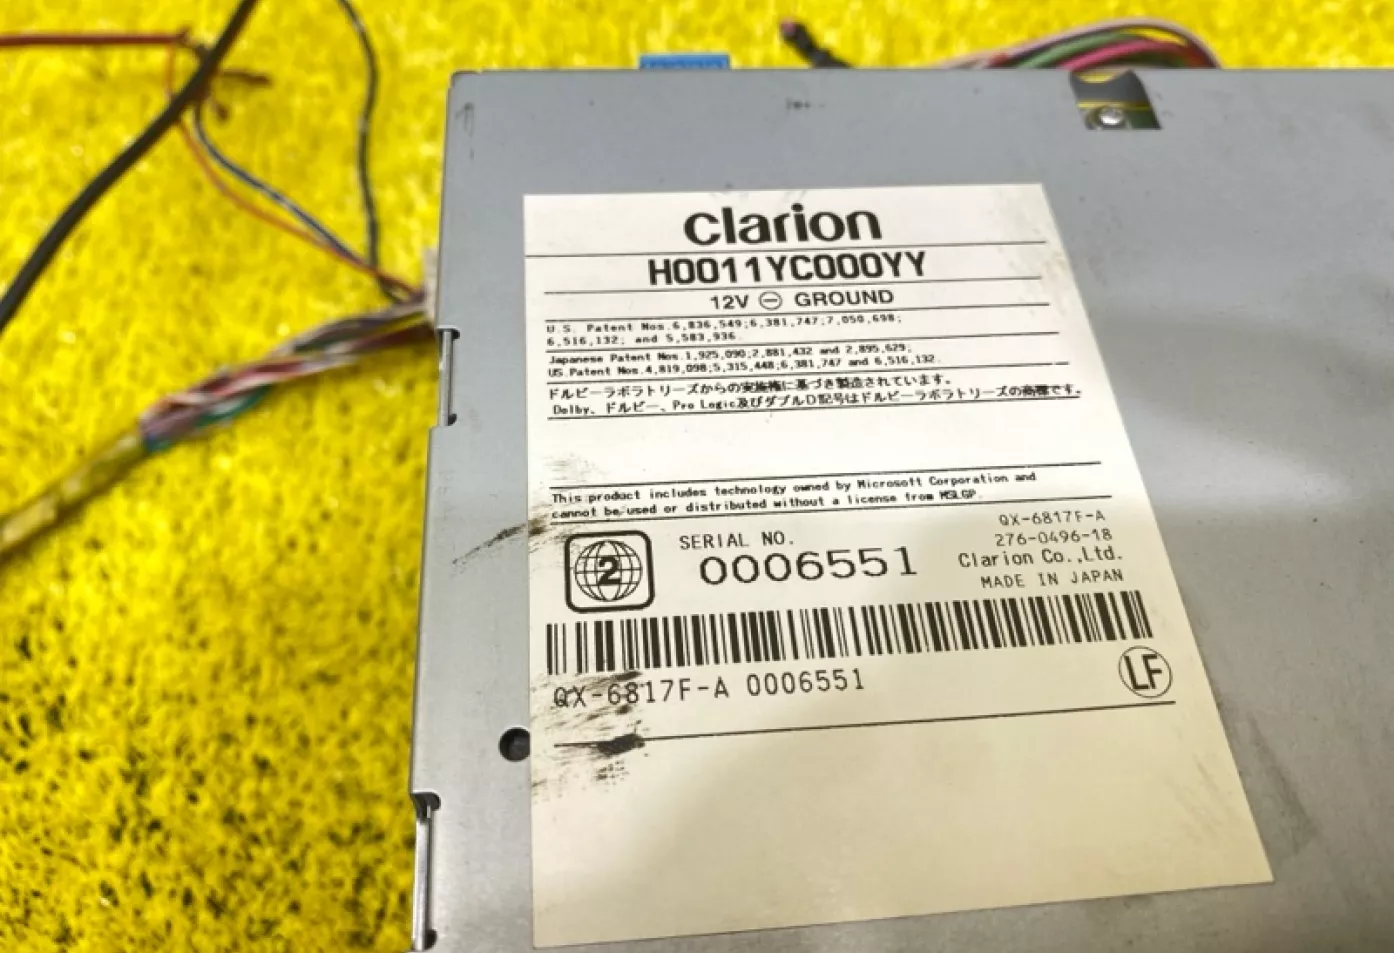 clarion
H0011YC000YY
12V ⊖ GROUND
U.S. Patent Nos.6,836,549;6,381,747;7,050,698;
6,516,132; and 5,583,936.
Japanese Patent Nos.1,925,090;2,881,432 and 2,895,629;
US Patent Nos.4,819,098;5,315,448;6,381,747 and 6,516,132.
ドルビーラボラトリーズからの実施権に基づき製造されています。
Dolby、ドルビー、Pro Logic及びダブルD記号はドルビーラボラトリーズの商標です。
This product includes technology owned by Microsoft Corporation and
cannot be used or distributed without a license from MSLGP.
2
SERIAL NO.
0006551
QX-6817F-A
276-0496-18
Clarion Co.,Ltd.
MADE IN JAPAN
QX-6817F-A 0006551
LF